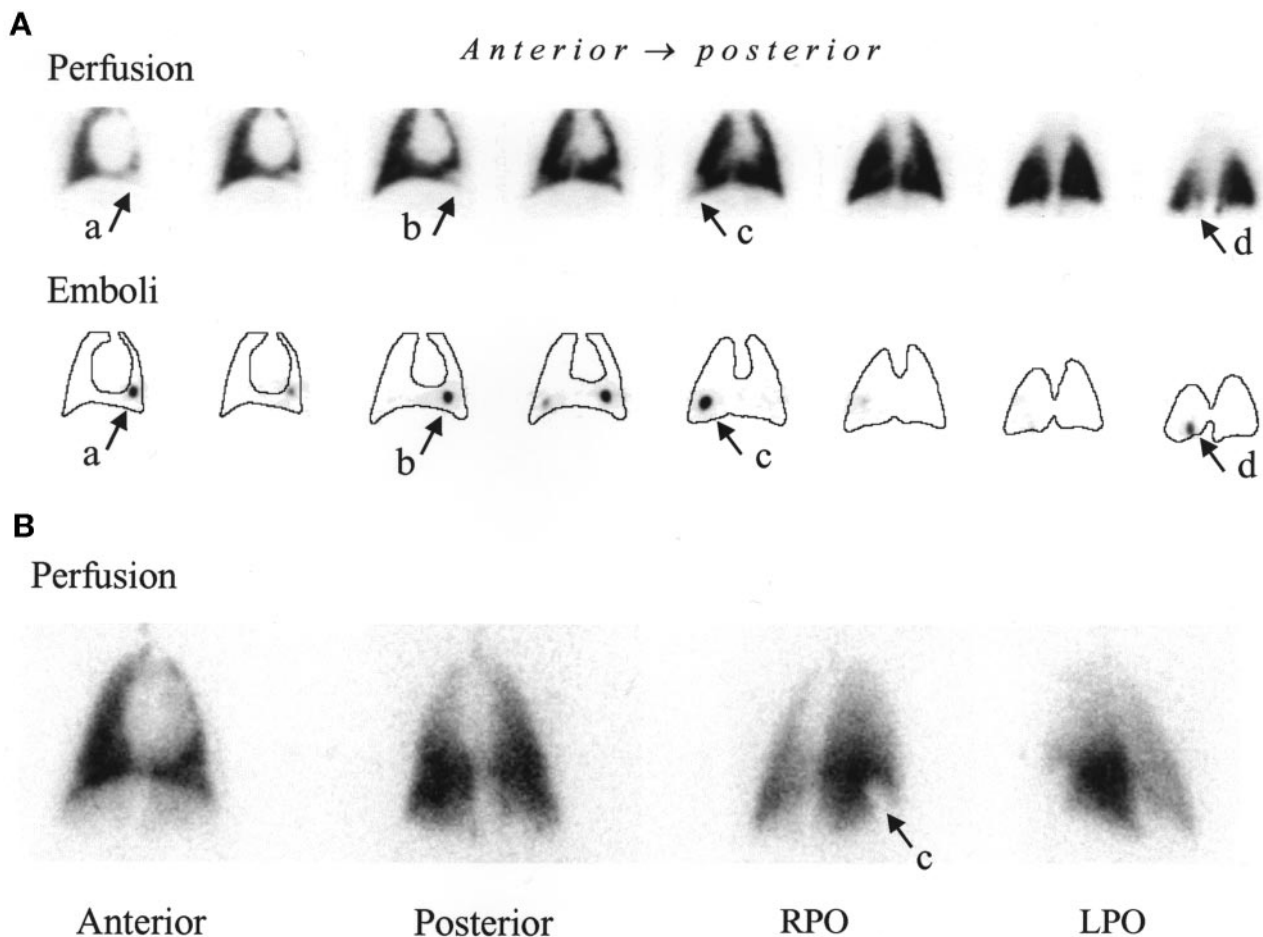 A
Anterior → posterior
Perfusion
a
b
c
d
Emboli
a
b
c
d
B
Perfusion
c
Anterior
Posterior
RPO
LPO